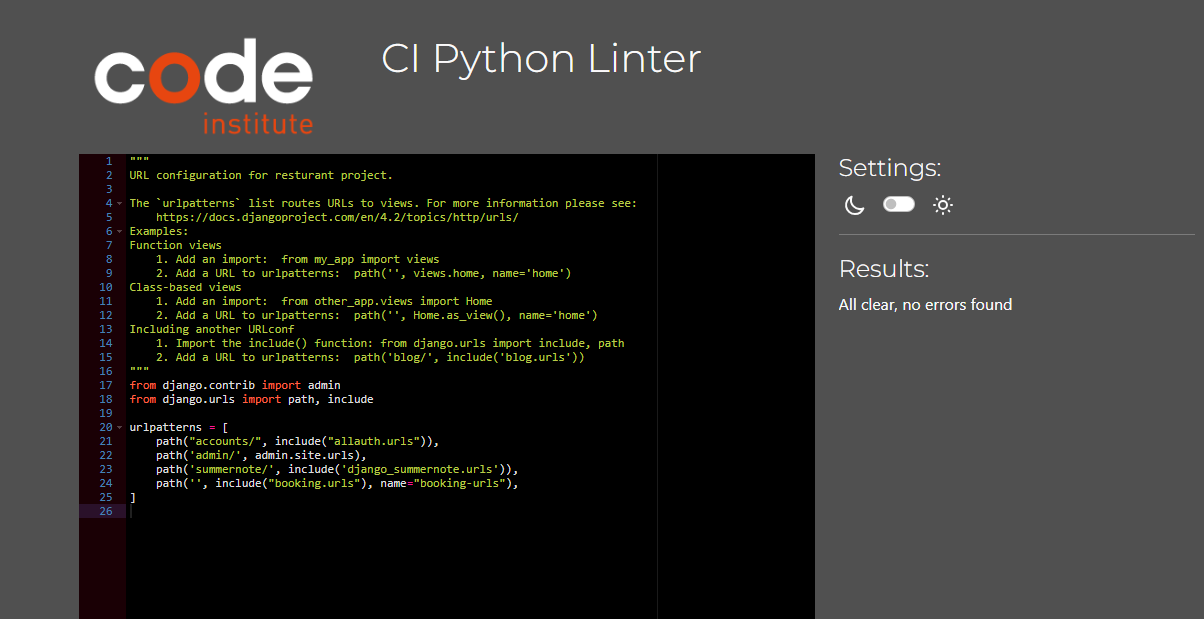 code
institute
CI Python Linter
1 """
2 URL configuration for resturant project.
3
4 The `urlpatterns` list routes URLs to views. For more information please see:
5     https://docs.djangoproject.com/en/4.2/topics/http/urls/
6 Examples:
7 Function views
8     1. Add an import:  from my_app import views
9     2. Add a URL to urlpatterns:  path('', views.home, name='home')
10 Class-based views
11     1. Add an import:  from other_app.views import Home
12     2. Add a URL to urlpatterns:  path('', Home.as_view(), name='home')
13 Including another URLconf
14     1. Import the include() function: from django.urls import include, path
15     2. Add a URL to urlpatterns:  path('blog/', include('blog.urls'))
16 """
17 from django.contrib import admin
18 from django.urls import path, include
19
20 urlpatterns = [
21     path("accounts/", include("allauth.urls")),
22     path('admin/', admin.site.urls),
23     path('summernote/', include('django_summernote.urls')),
24     path('', include("booking.urls"), name="booking-urls"),
25 ]
26
Settings:
Results:
All clear, no errors found